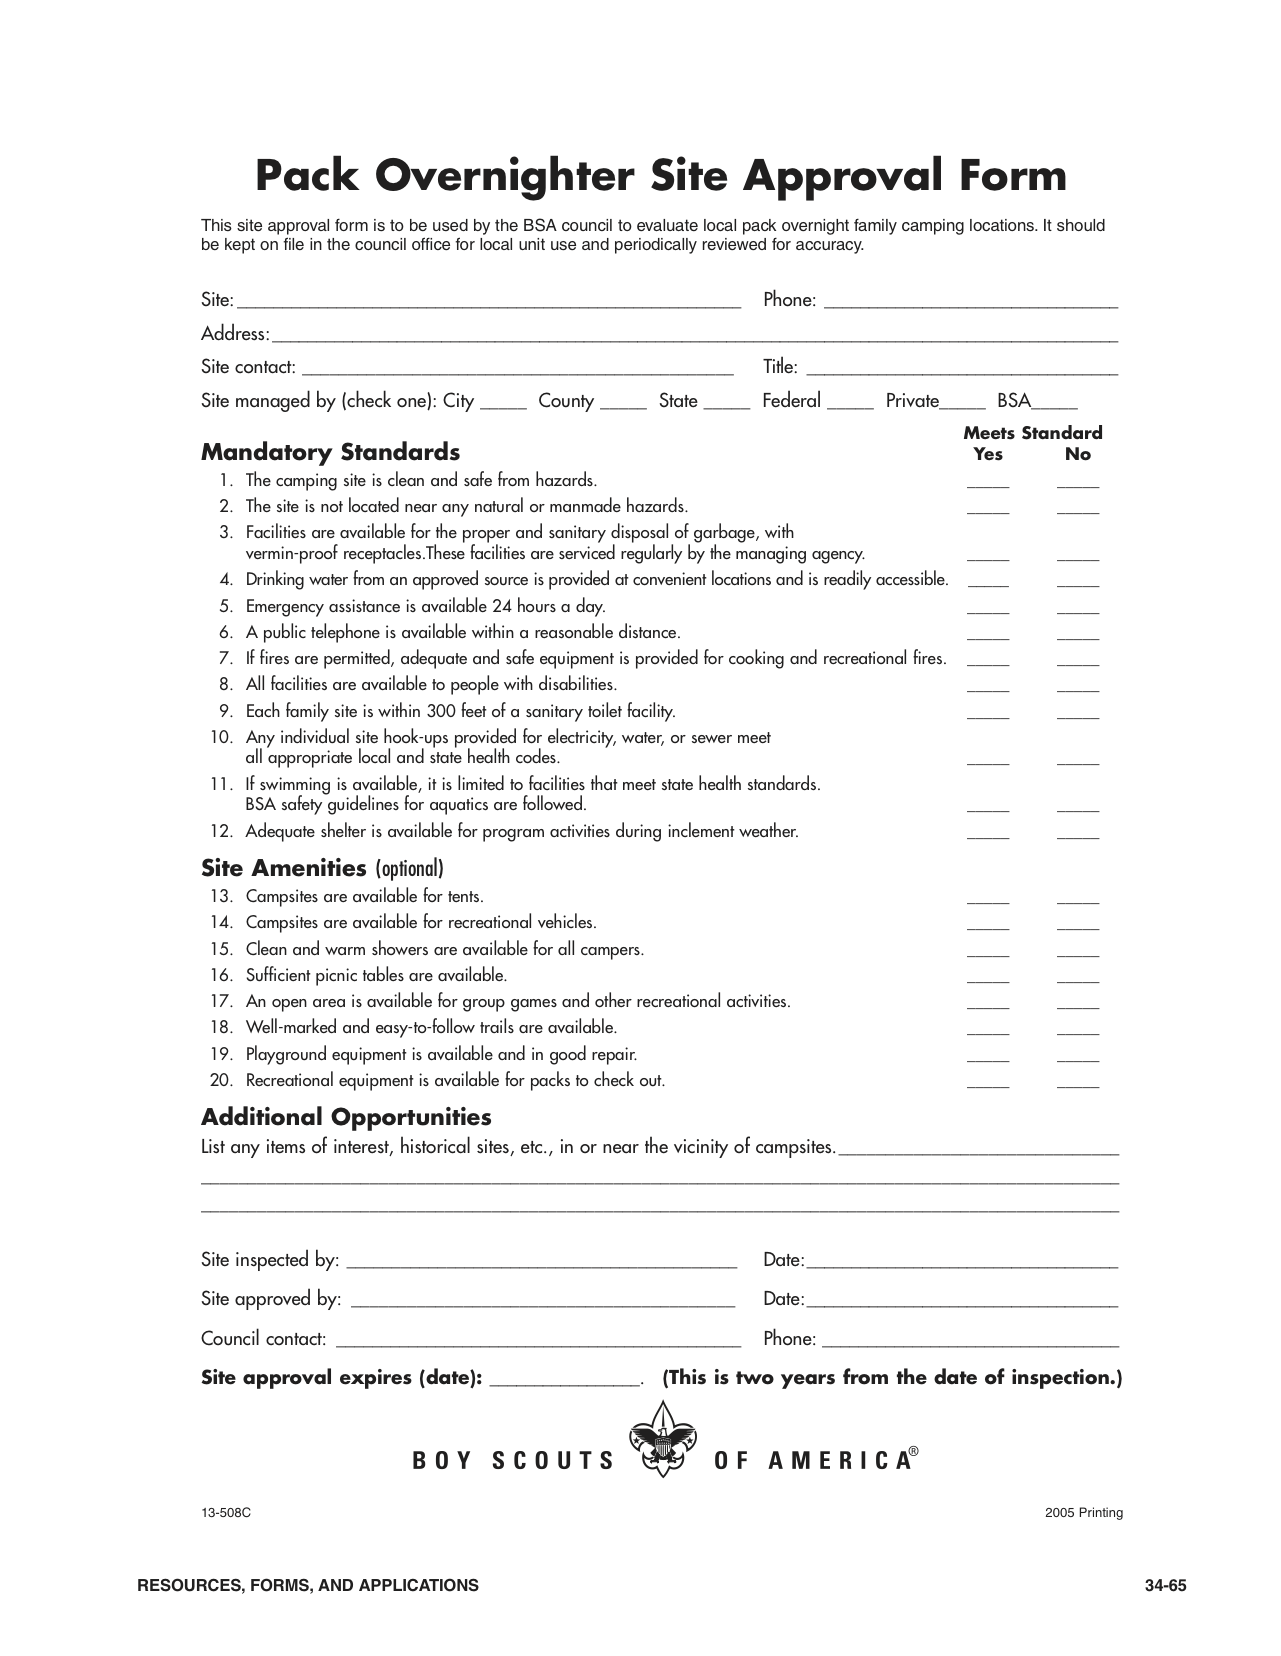 Pack Overnighter Site Approval Form
This site approval form is to be used by the BSA council to evaluate local pack overnight family camping locations. It should
be kept on file in the council office for local unit use and periodically reviewed for accuracy.
Site: ______ Phone: ______
Address: ______
Site contact: ______ Title: ______
Site managed by (check one): City _____ County _____ State _____ Federal _____ Private_____ BSA_____
Meets Standard
Mandatory Standards Yes No
1. The camping site is clean and safe from hazards. _____ _____
2. The site is not located near any natural or manmade hazards. _____ _____
3. Facilities are available for the proper and sanitary disposal of garbage, with
vermin-proof receptacles.These facilities are serviced regularly by the managing agency. _____ _____
4. Drinking water from an approved source is provided at convenient locations and is readily accessible. _____ _____
5. Emergency assistance is available 24 hours a day. _____ _____
6. A public telephone is available within a reasonable distance. _____ _____
7. If fires are permitted, adequate and safe equipment is provided for cooking and recreational fires. _____ _____
8. All facilities are available to people with disabilities. _____ _____
9. Each family site is within 300 feet of a sanitary toilet facility. _____ _____
10. Any individual site hook-ups provided for electricity, water, or sewer meet
all appropriate local and state health codes. _____ _____
11. If swimming is available, it is limited to facilities that meet state health standards.
BSA safety guidelines for aquatics are followed. _____ _____
12. Adequate shelter is available for program activities during inclement weather. _____ _____
Site Amenities (optional)
13. Campsites are available for tents. _____ _____
14. Campsites are available for recreational vehicles. _____ _____
15. Clean and warm showers are available for all campers. _____ _____
16. Sufficient picnic tables are available. _____ _____
17. An open area is available for group games and other recreational activities. _____ _____
18. Well-marked and easy-to-follow trails are available. _____ _____
19. Playground equipment is available and in good repair. _____ _____
20. Recreational equipment is available for packs to check out. _____ _____
Additional Opportunities
List any items of interest, historical sites, etc., in or near the vicinity of campsites. ______
Site inspected by: ______ Date: ______
Site approved by: ______ Date: ______
Council contact: ______ Phone: ______
Site approval expires (date): ______. (This is two years from the date of inspection.)
BOY SCOUTS OF AMERICA®
13-508C 2005 Printing
RESOURCES, FORMS, AND APPLICATIONS 34-65